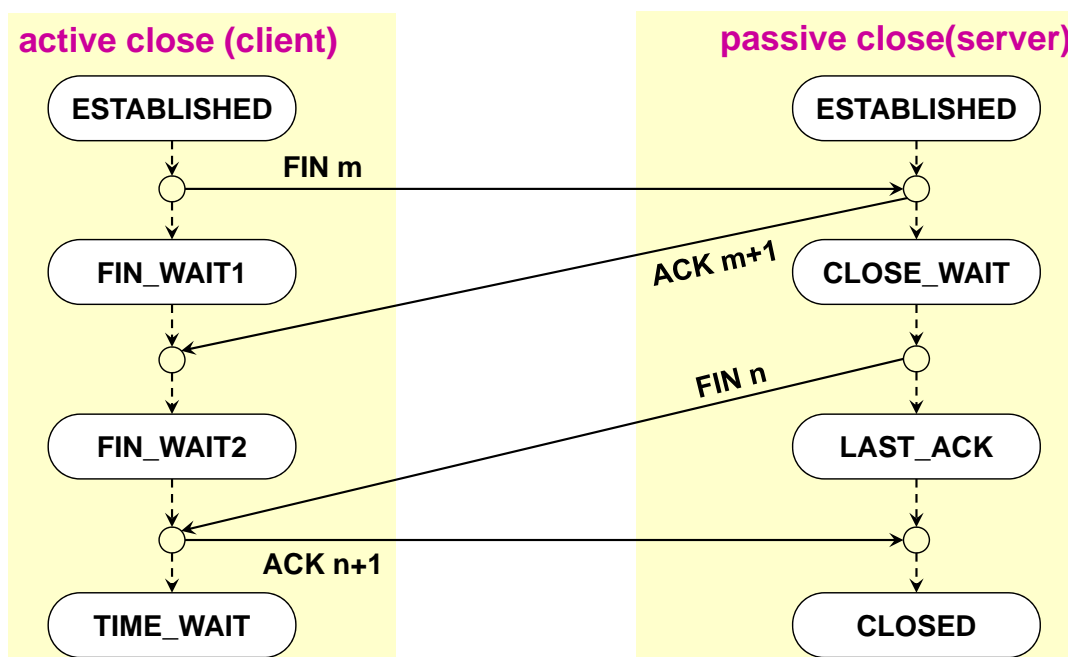 active close (client)
passive close(server)
ESTABLISHED
ESTABLISHED
FIN m
FIN_WAIT1
ACK m+1
CLOSE_WAIT
FIN n
FIN_WAIT2
LAST_ACK
ACK n+1
TIME_WAIT
CLOSED